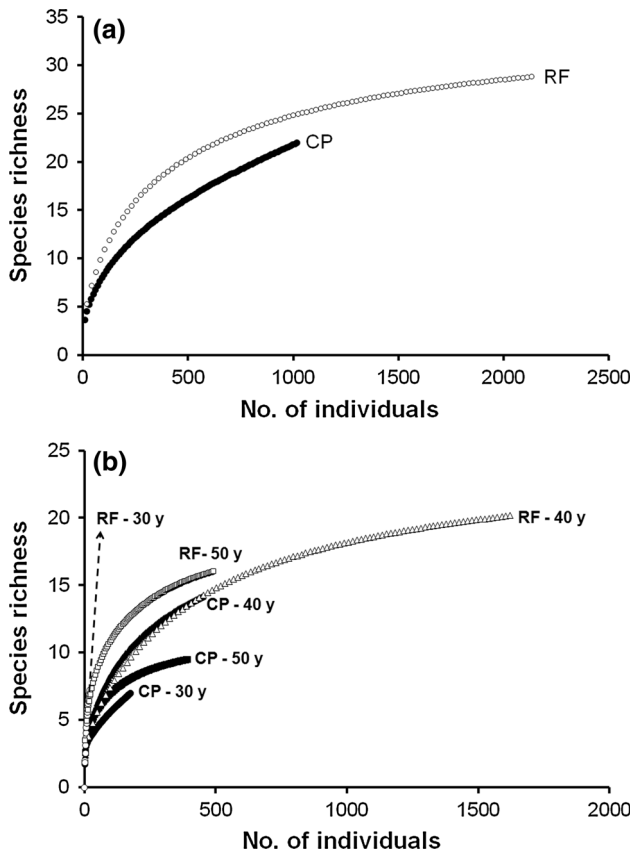 (a)
35
30
25
20
15
10
5
0
Species richness
RF
CP
0 500 1000 1500 2000 2500
No. of individuals
(b)
25
20
15
10
5
0
Species richness
RF - 30 y
RF - 40 y
RF- 50 y
CP - 40 y
CP - 50 y
CP - 30 y
0 500 1000 1500 2000
No. of individuals